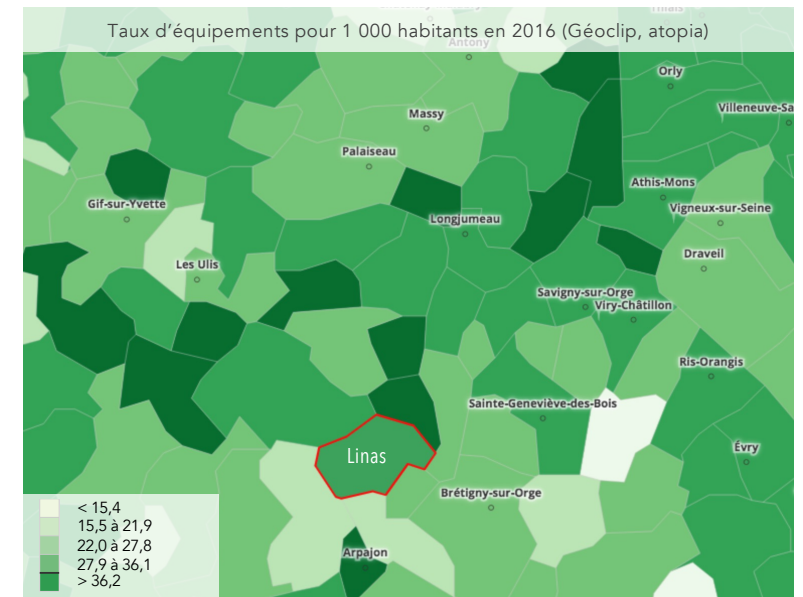 Taux d'équipements pour 1 000 habitants en 2016 (Géoclip, atopia)
Antony
Orly
Villeneuve-Sa
Massy
Palaiseau
Athis-Mons
Gif-sur-Yvette
Vigneux-sur-Seine
Longjumeau
Draveil
Les Ulis
Savigny-sur-Orge
Viry-Châtillon
Ris-Orangis
Sainte-Geneviève-des-Bois
Linas
Évry
Brétigny-sur-Orge
Arpajon
< 15,4
15,5 à 21,9
22,0 à 27,8
27,9 à 36,1
> 36,2